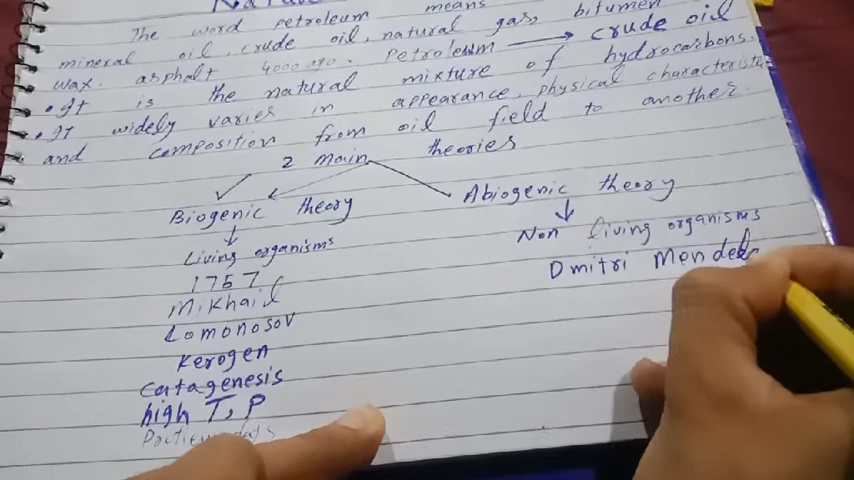 The word petroleum means
mineral oil, crude oil, natural gas, bitumen
wax. asphalt 4000 ago. Petroleum → crude oil
• It is the natural mixture of hydrocarbons.
• It widely varies in appearance, physical characteristics
and composition from oil field to another.
2 main theories
Biogenic theory
Abiogenic theory
Living organisms
Non living organisms
1757
Dmitri Mendele
Mikhail
Lomonosov
Kerogen
Catagenesis
high T, P